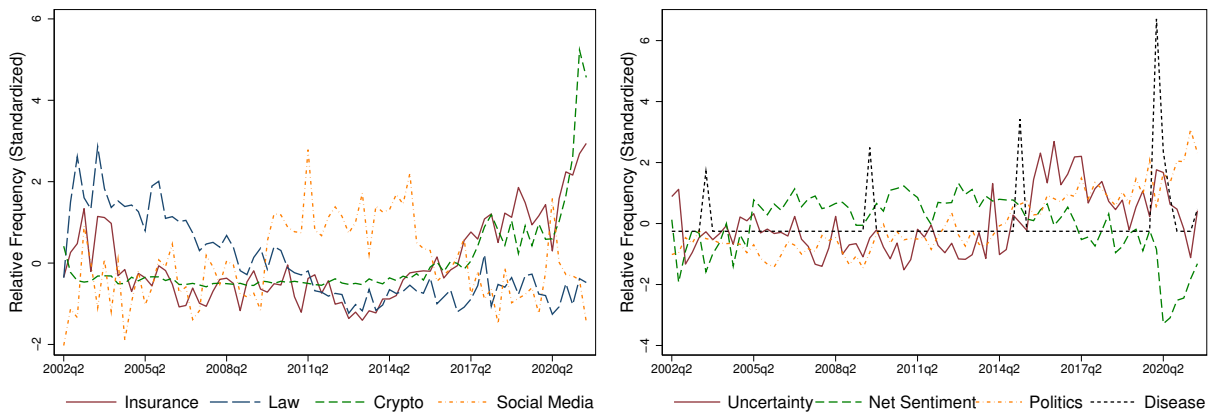 Relative Frequency (Standardized)
6
4
2
0
-2
2002q2 2005q2 2008q2 2011q2 2014q2 2017q2 2020q2
Insurance Law Crypto Social Media
Relative Frequency (Standardized)
6
4
2
0
-2
-4
2002q2 2005q2 2008q2 2011q2 2014q2 2017q2 2020q2
Uncertainty Net Sentiment Politics Disease